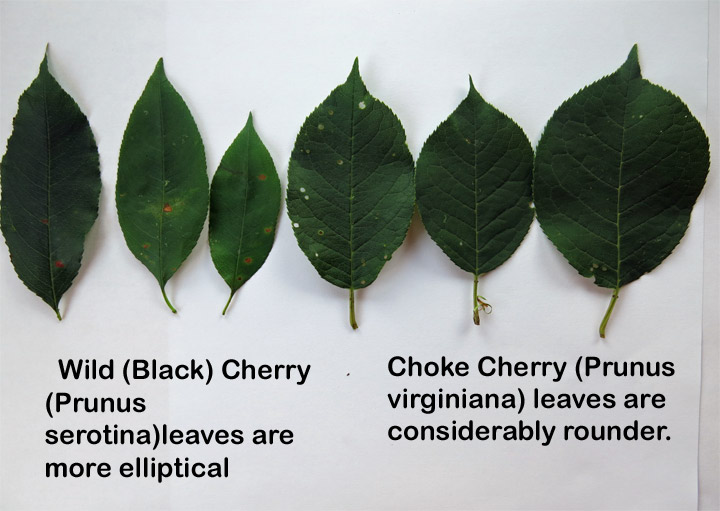 Wild (Black) Cherry
(Prunus
serotina)leaves are
more elliptical
Choke Cherry (Prunus
virginiana) leaves are
considerably rounder.